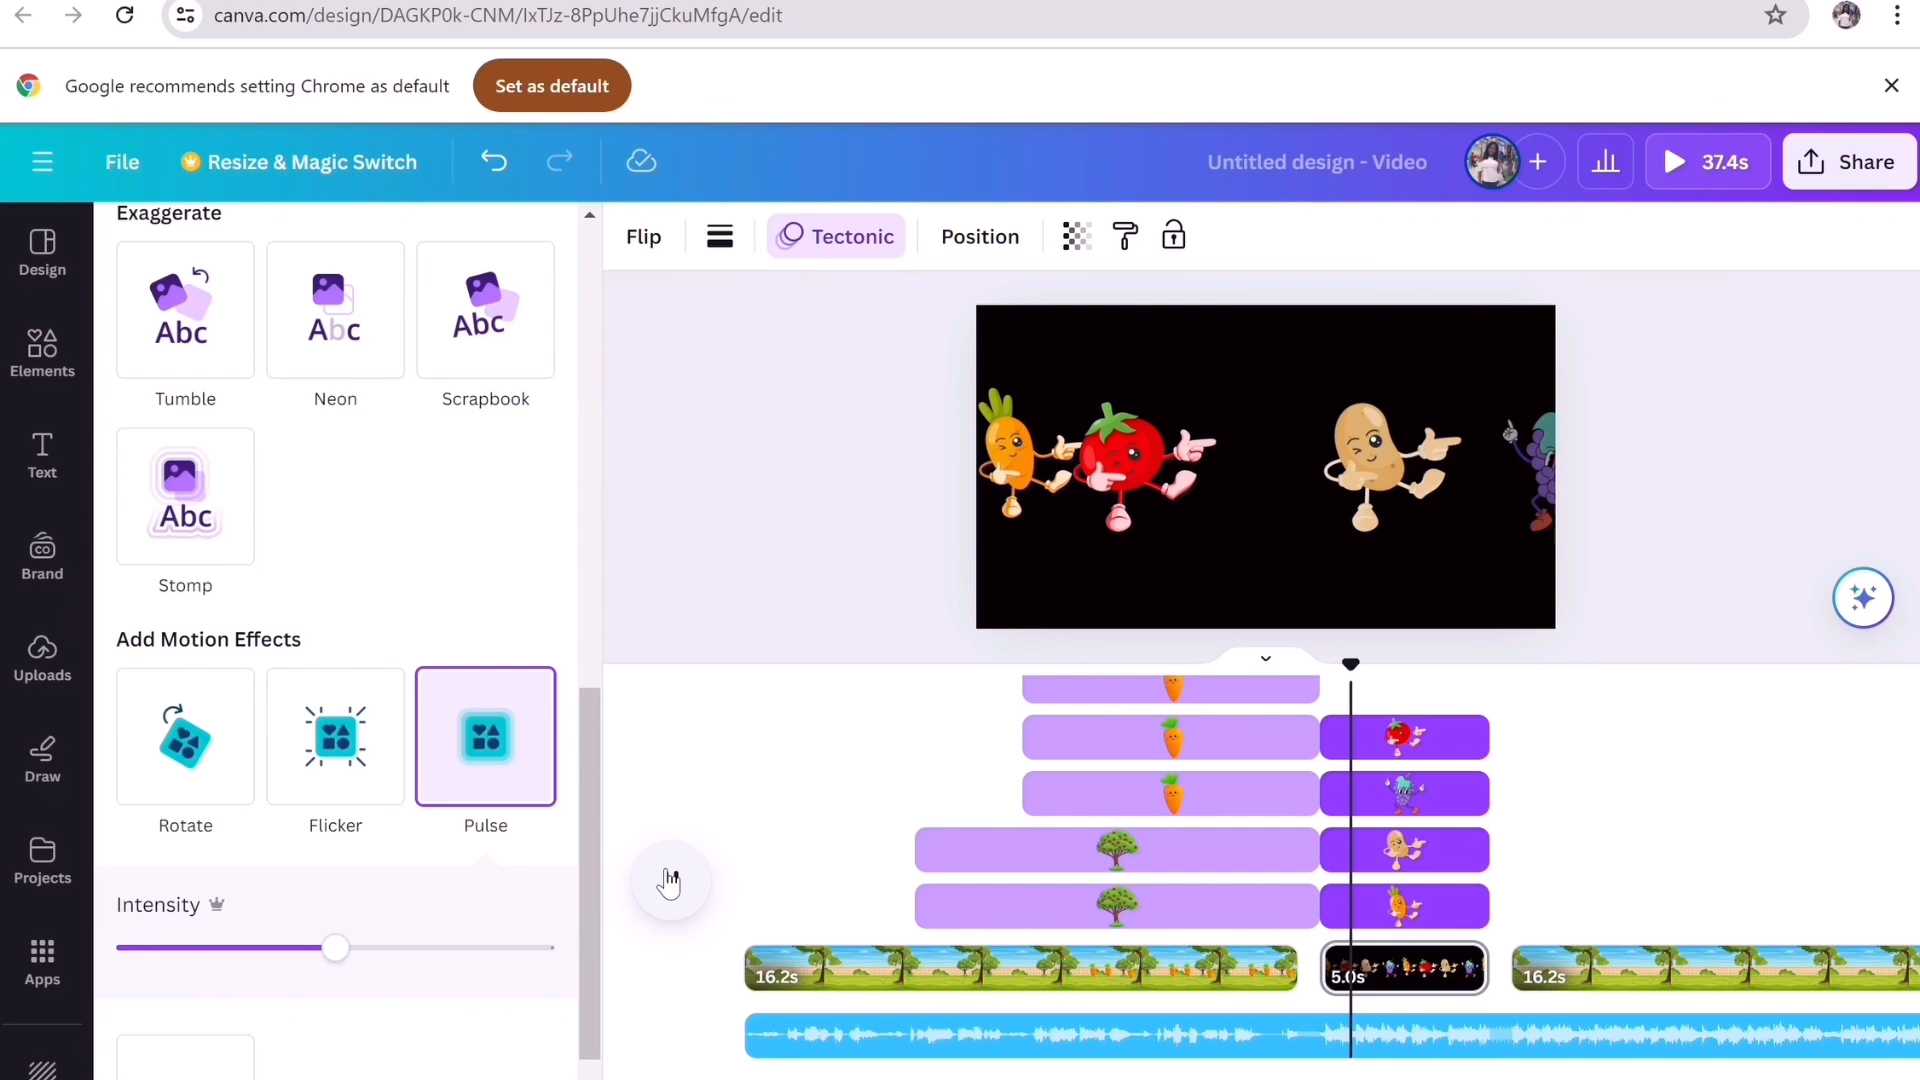 canva.com/design/DAGKP0k-CNM/IxTJz-8PpUhe7jjCkuMfgA/edit
Google recommends setting Chrome as default
Set as default
File
Resize & Magic Switch
Untitled design - Video
37.4s
Share
Design
Elements
Text
Brand
Uploads
Draw
Projects
Apps
Exaggerate
Abc
Abc
Abc
Tumble
Neon
Scrapbook
Abc
Stomp
Add Motion Effects
Rotate
Flicker
Pulse
Intensity
Flip
Tectonic
Position
16.2s
5.0s
16.2s